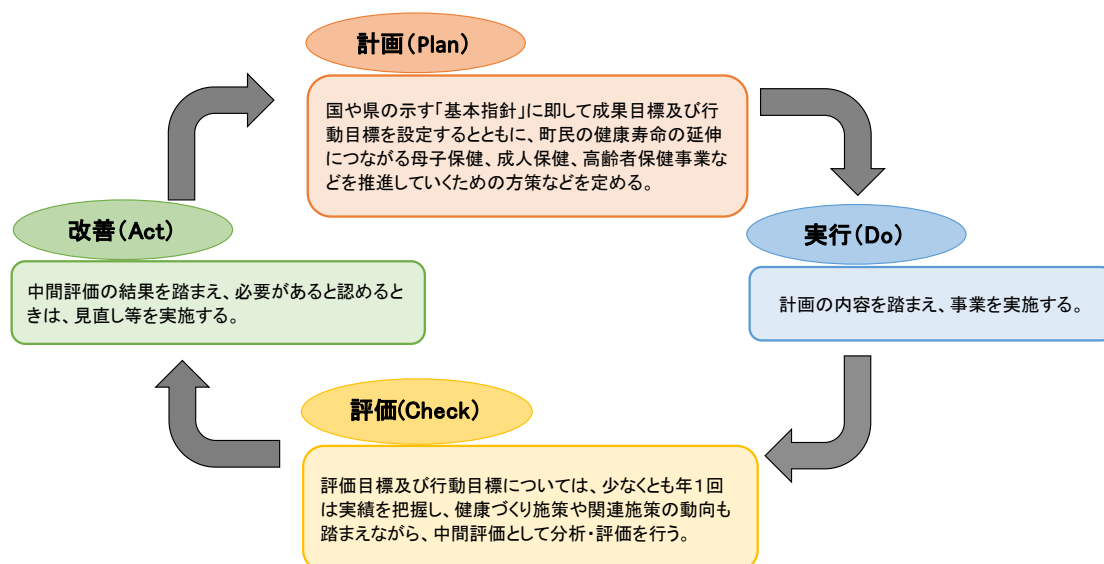 計画(Plan)
国や県の示す「基本指針」に即して成果目標及び行
動目標を設定するとともに、町民の健康寿命の延伸
につながる母子保健、成人保健、高齢者保健事業な
どを推進していくための方策などを定める。
実行(Do)
計画の内容を踏まえ、事業を実施する。
評価(Check)
評価目標及び行動目標については、少なくとも年1回
は実績を把握し、健康づくり施策や関連施策の動向も
踏まえながら、中間評価として分析・評価を行う。
改善(Act)
中間評価の結果を踏まえ、必要があると認めると
きは、見直し等を実施する。